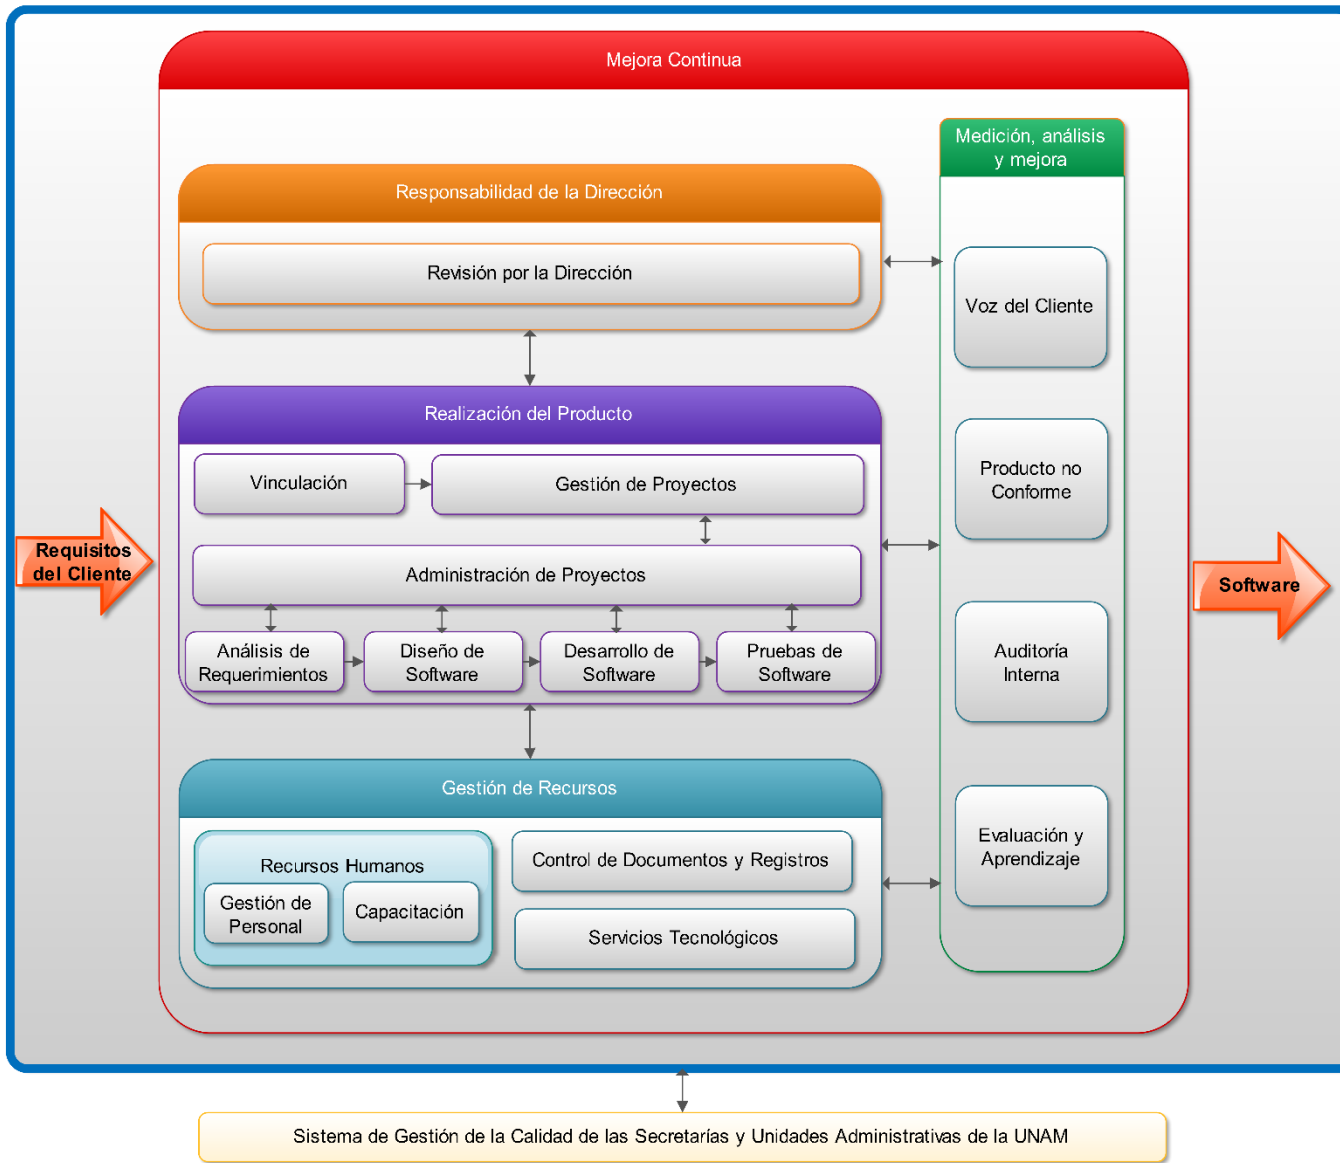 Mejora Continua
Medición, análisis
y mejora
Responsabilidad de la Dirección
Revisión por la Dirección
Voz del Cliente
Realización del Producto
Vinculación
Gestión de Proyectos
Producto no
Conforme
Requisitos
del Cliente
Administración de Proyectos
Software
Análisis de
Requerimientos
Diseño de
Software
Desarrollo de
Software
Pruebas de
Software
Auditoría
Interna
Gestión de Recursos
Recursos Humanos
Gestión de
Personal
Capacitación
Control de Documentos y Registros
Servicios Tecnológicos
Evaluación y
Aprendizaje
Sistema de Gestión de la Calidad de las Secretarías y Unidades Administrativas de la UNAM